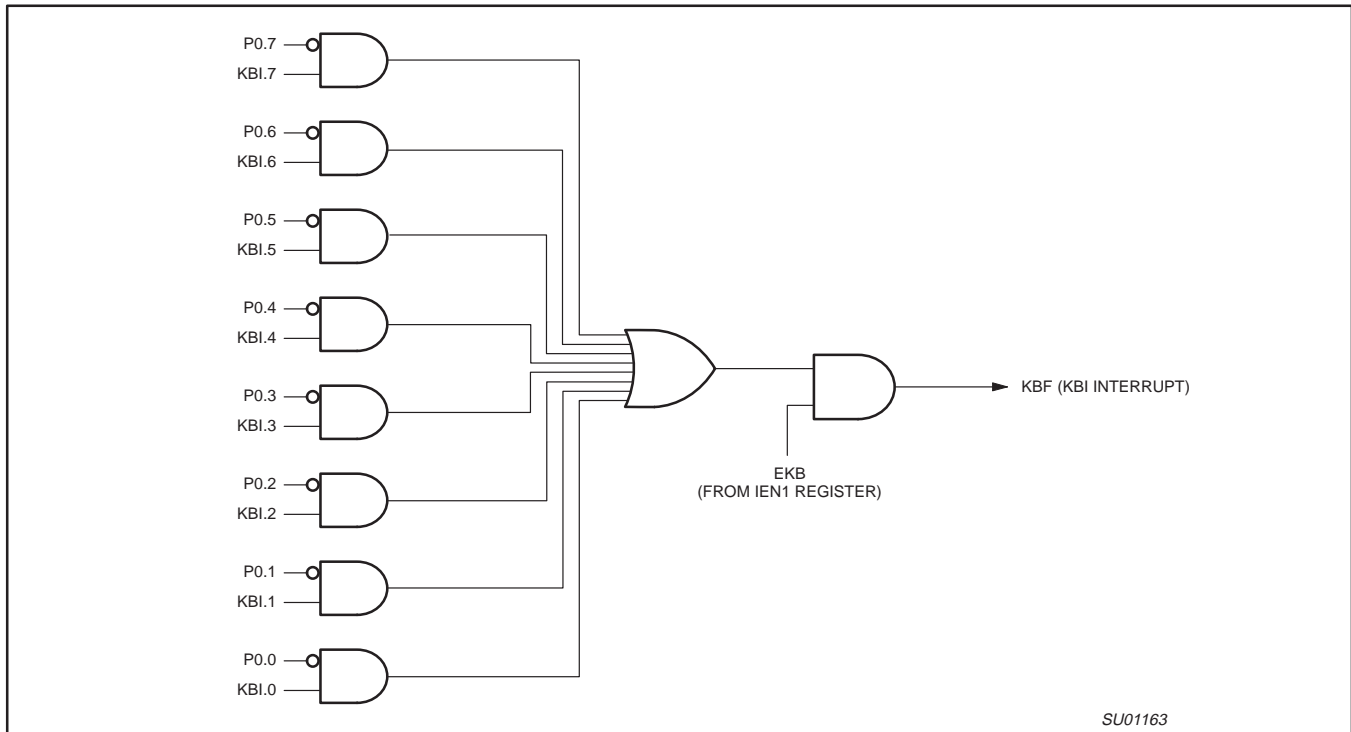 P0.7
KBI.7
P0.6
KBI.6
P0.5
KBI.5
P0.4
KBI.4
P0.3
KBI.3
P0.2
KBI.2
P0.1
KBI.1
P0.0
KBI.0
EKB
(FROM IEN1 REGISTER)
KBF (KBI INTERRUPT)
SU01163